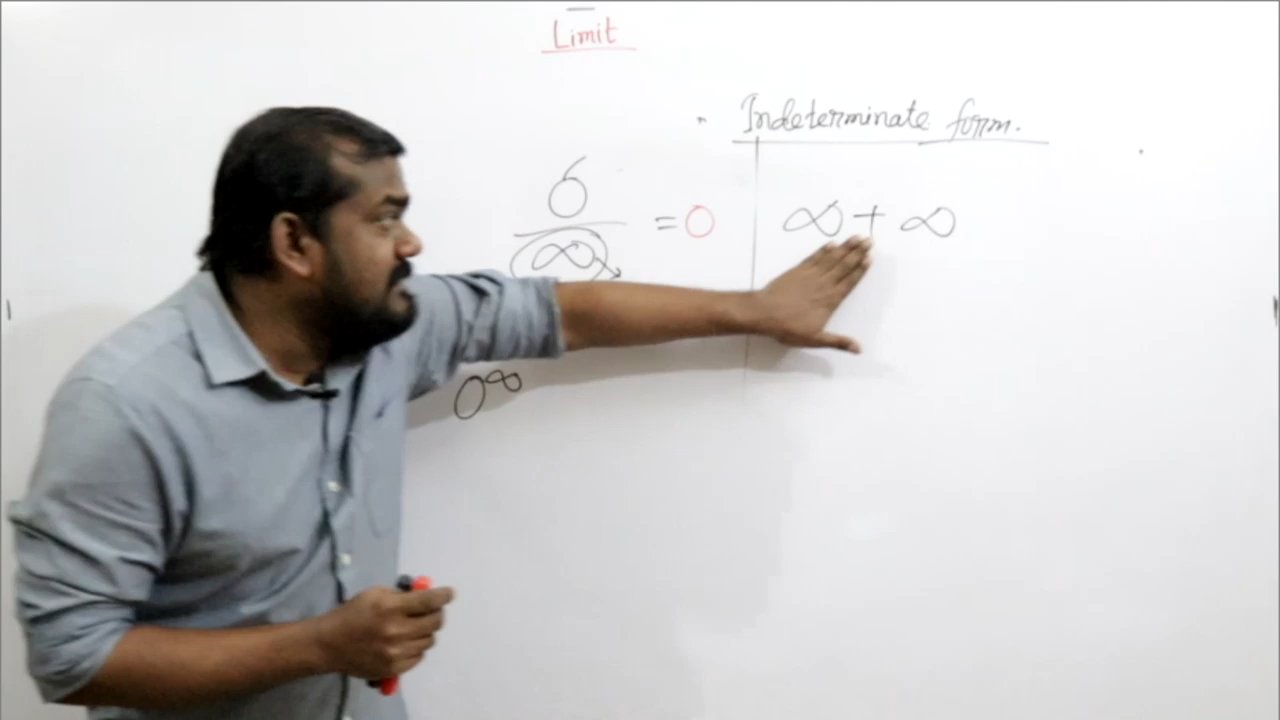 Limit
Indeterminate form.
6/∞ = 0
∞ + ∞
0^∞